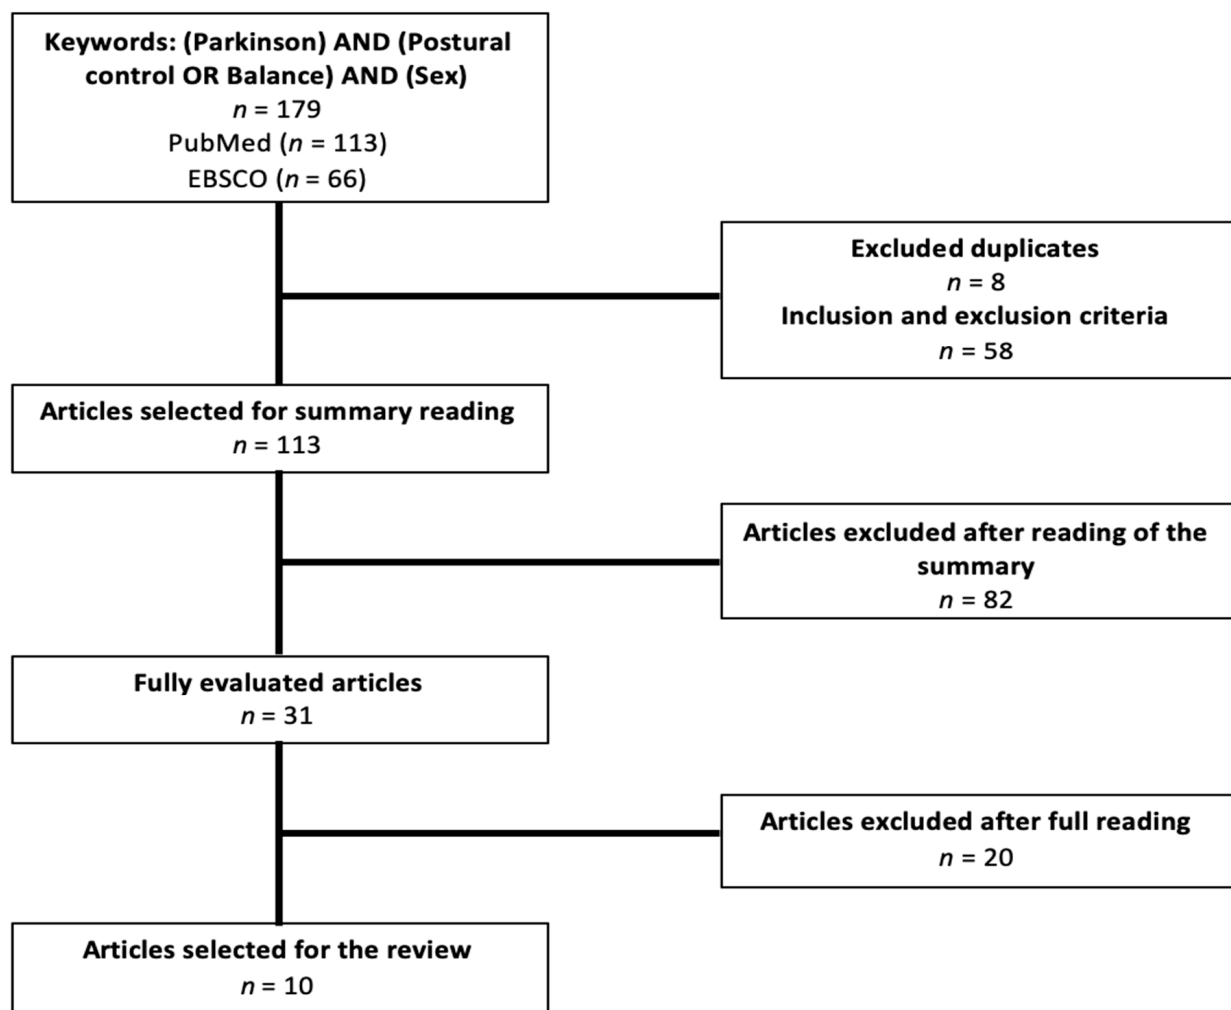 Keywords: (Parkinson) AND (Postural
control OR Balance) AND (Sex)
n = 179
PubMed (n = 113)
EBSCO (n = 66)
Excluded duplicates
n = 8
Inclusion and exclusion criteria
n = 58
Articles selected for summary reading
n = 113
Articles excluded after reading of the
summary
n = 82
Fully evaluated articles
n = 31
Articles excluded after full reading
n = 20
Articles selected for the review
n = 10